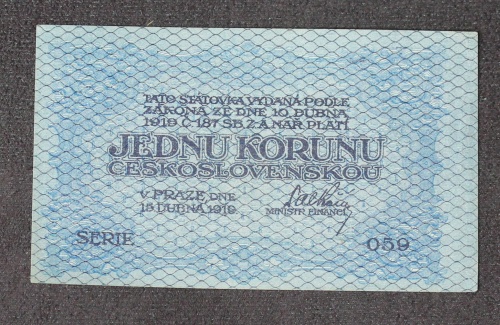 TATO STÁTOVKA VYDANÁ PODLE
ZÁKONA ZE DNE 10. DUBNA
1919 Č 187 SB. Z A NAŘ. PLATÍ
JEDNU KORUNU
ČESKOSLOVENSKOU
V PRAZE DNE
15. DUBNA 1919
MINISTR FINANCÍ
SERIE 059